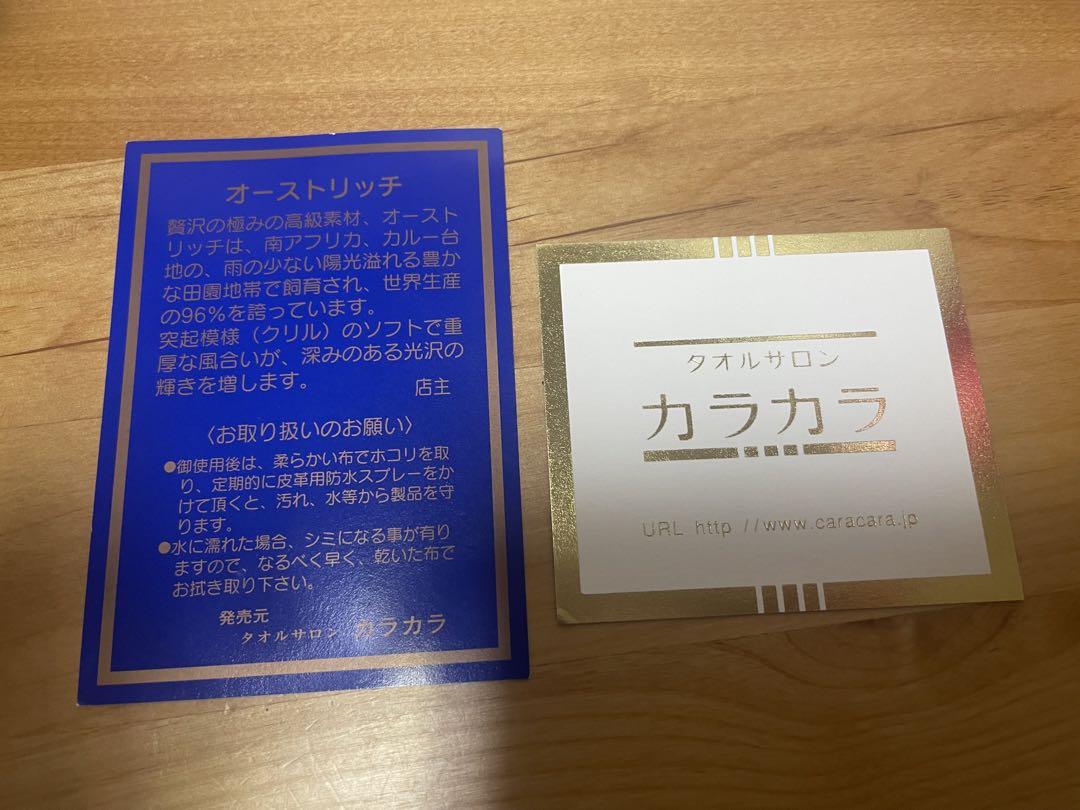 オーストリッチ
贅沢の極みの高級素材、オースト
リッチは、南アフリカ、カルー台
地の、雨の少ない陽光溢れる豊か
な田園地帯で飼育され、世界生産
の96%を誇っています。
突起模様（クリル）のソフトで重
厚な風合いが、深みのある光沢の
輝きを増します。
店主
〈お取り扱いのお願い〉
●御使用後は、柔らかい布でホコリを取
り、定期的に皮革用防水スプレーをか
けて頂くと、汚れ、水等から製品を守
ります。
●水に濡れた場合、シミになる事が有り
ますので、なるべく早く、乾いた布で
お拭き取り下さい。
発売元
タオルサロン カラカラ
タオルサロン
カラカラ
URL http //www.caracara.jp